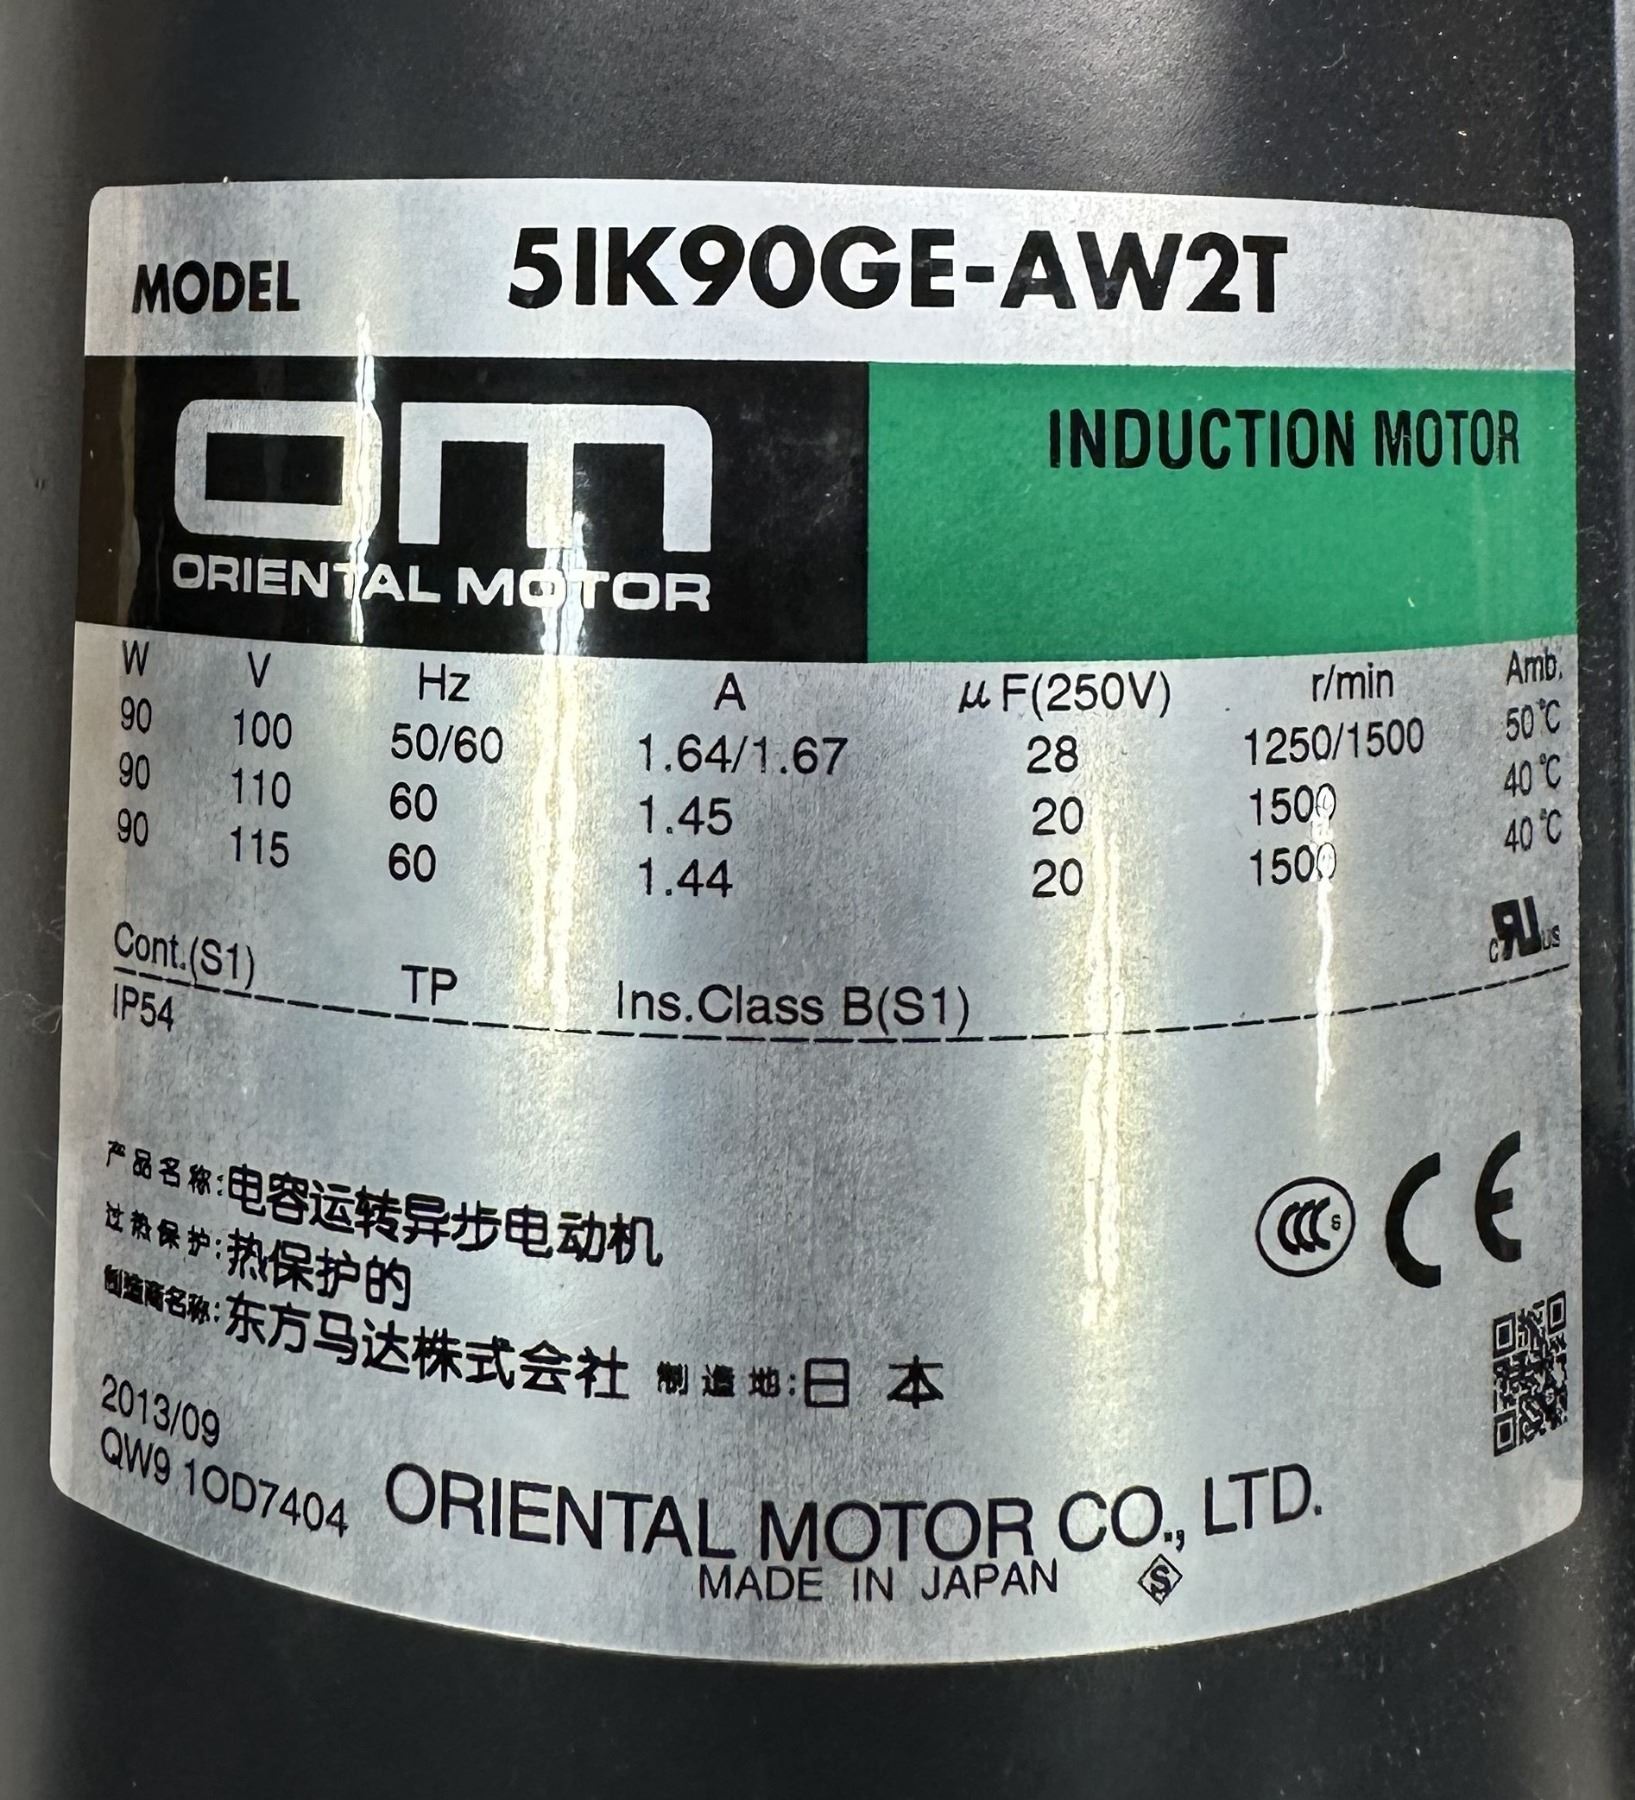 MODEL 5IK90GE-AW2T
om
ORIENTAL MOTOR
INDUCTION MOTOR
W V Hz A μF(250V) r/min Amb.
90 100 50/60 1.64/1.67 28 1250/1500 50℃
90 110 60 1.45 20 1500 40℃
90 115 60 1.44 20 1500 40℃
c RU us
Cont.(S1) TP Ins.Class B(S1)
IP54
产品名称:电容运转异步电动机
过热保护:热保护的
制造商名称:东方马达株式会社 制造地:日本
CCC S CE
2013/09
QW9 10D7404
ORIENTAL MOTOR CO., LTD.
MADE IN JAPAN S